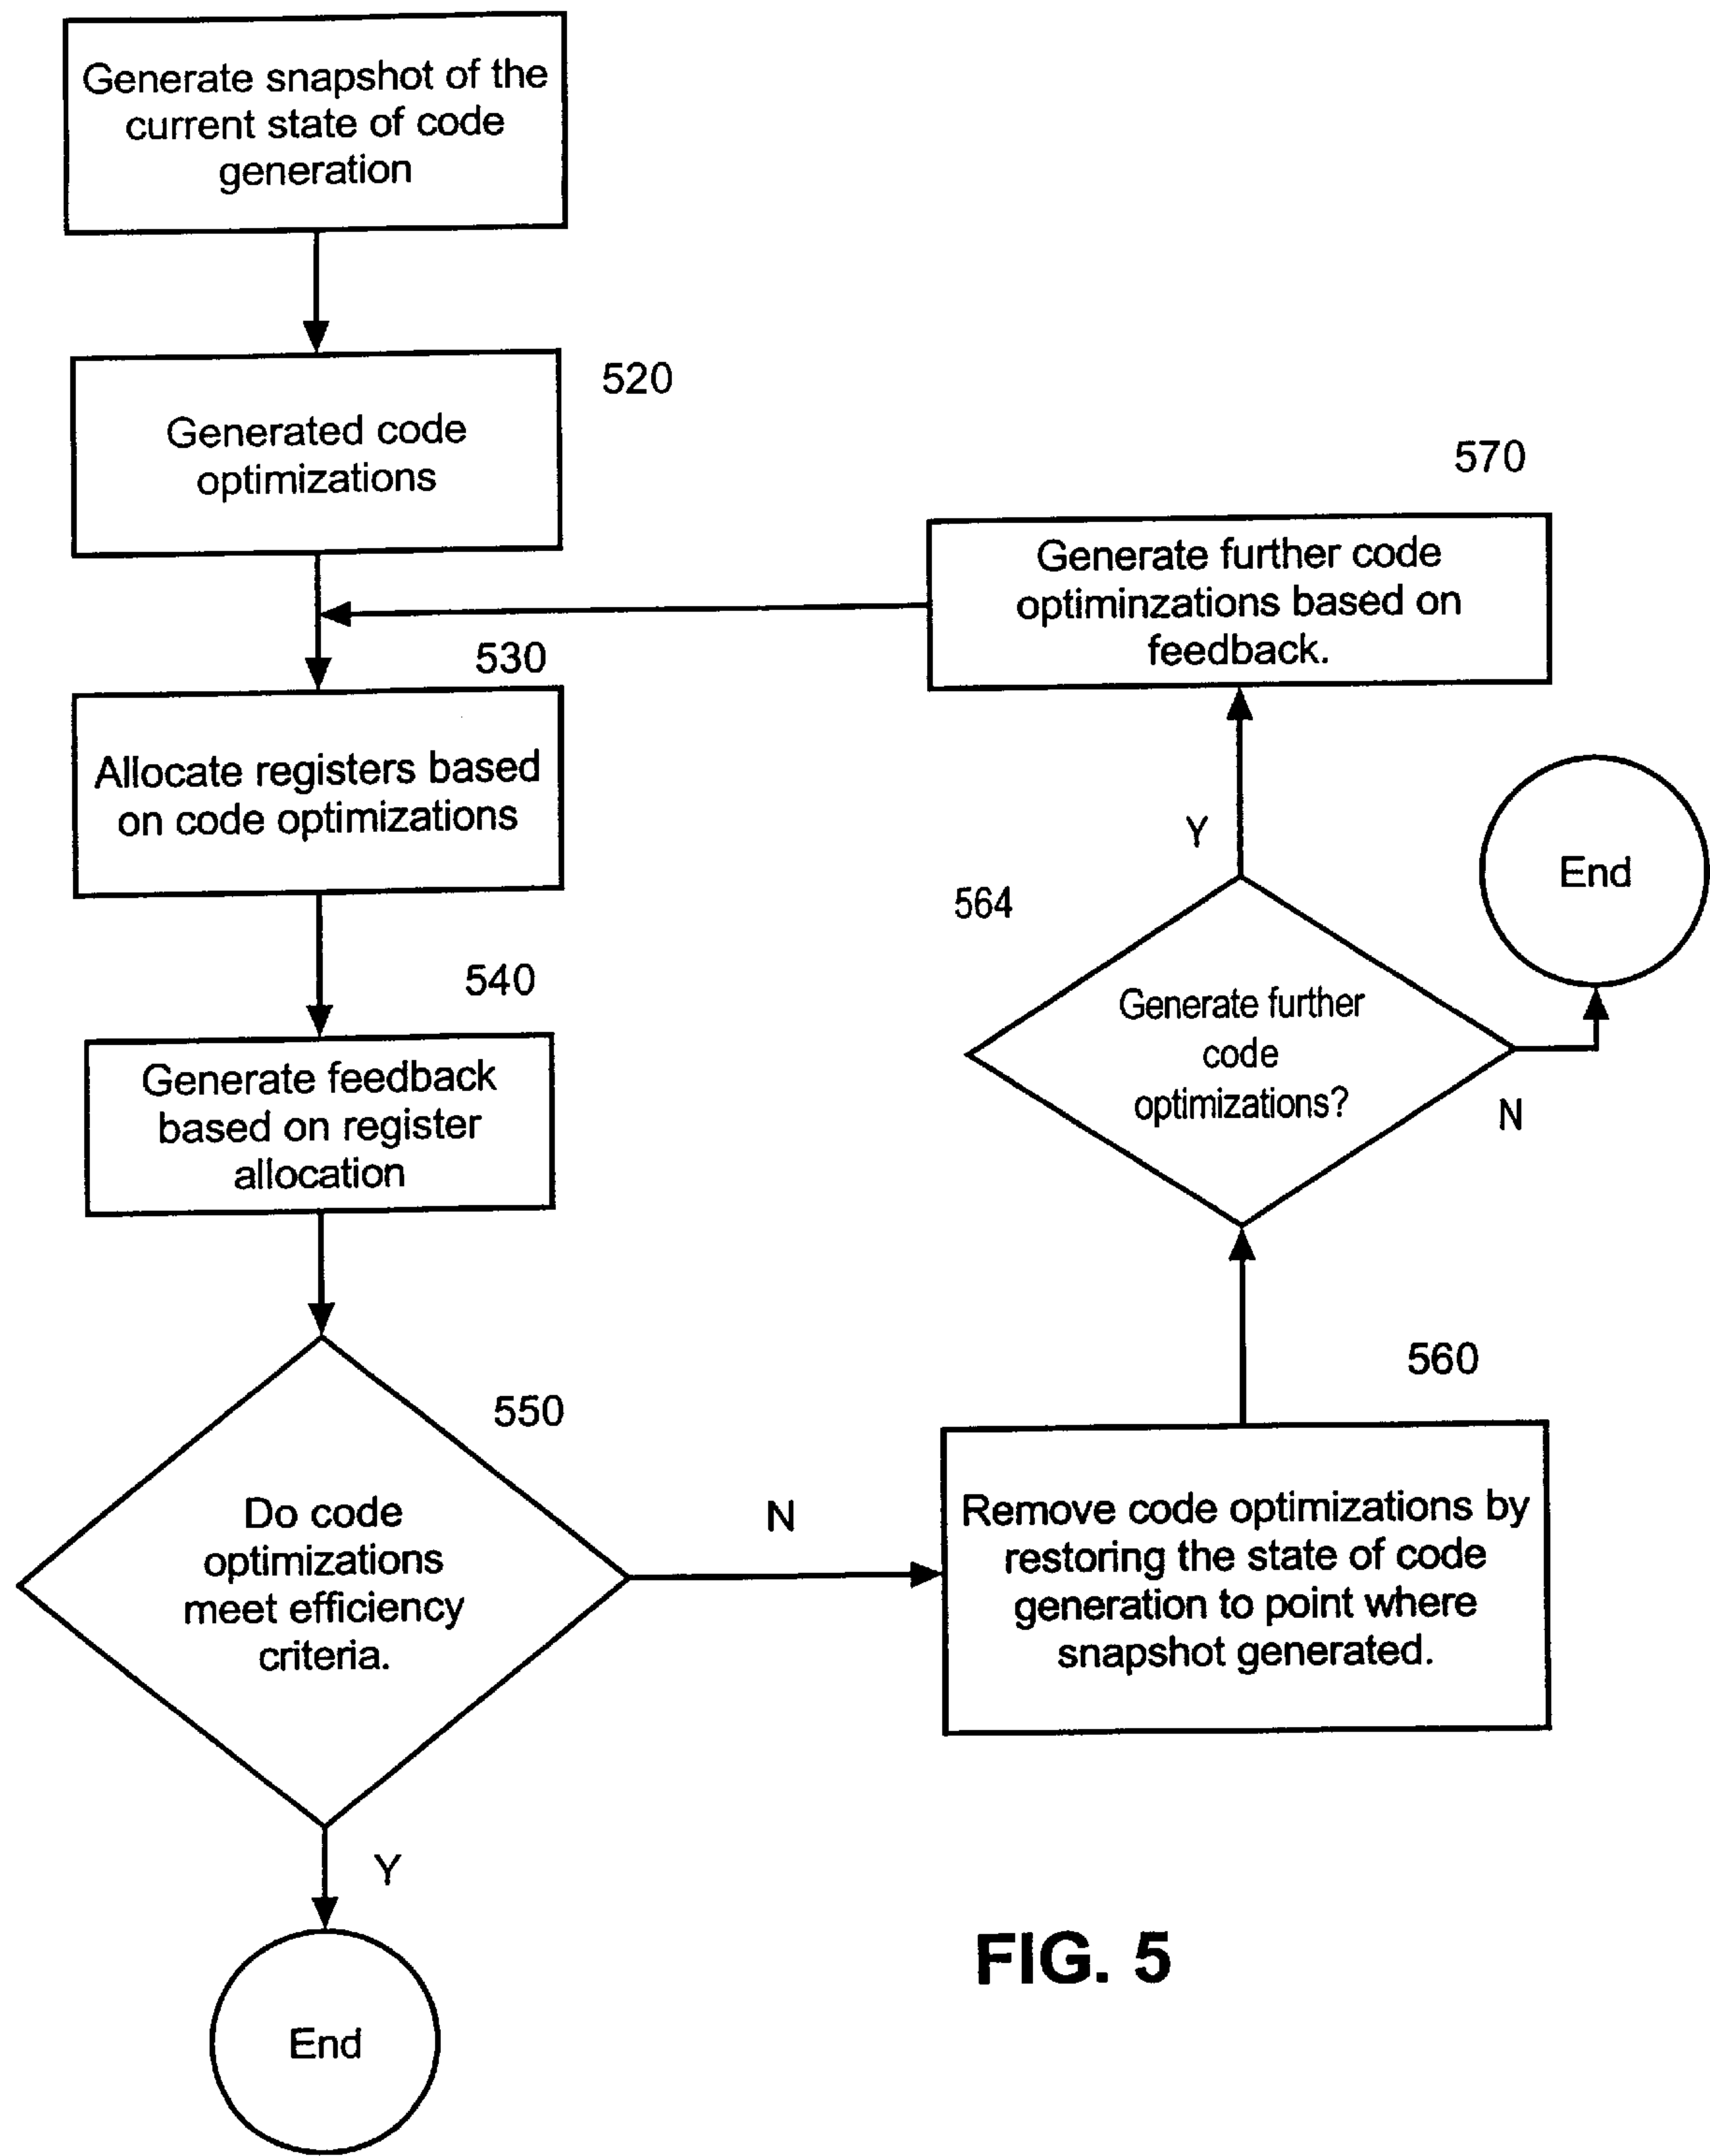 Generate snapshot of the
current state of code
generation
520
Generated code
optimizations
530
Allocate registers based
on code optimizations
540
Generate feedback
based on register
allocation
550
Do code
optimizations
meet efficiency
criteria.
N
Y
End
560
Remove code optimizations by
restoring the state of code
generation to point where
snapshot generated.
564
Generate further
code
optimizations?
Y
N
End
570
Generate further code
optiminzations based on
feedback.
FIG. 5